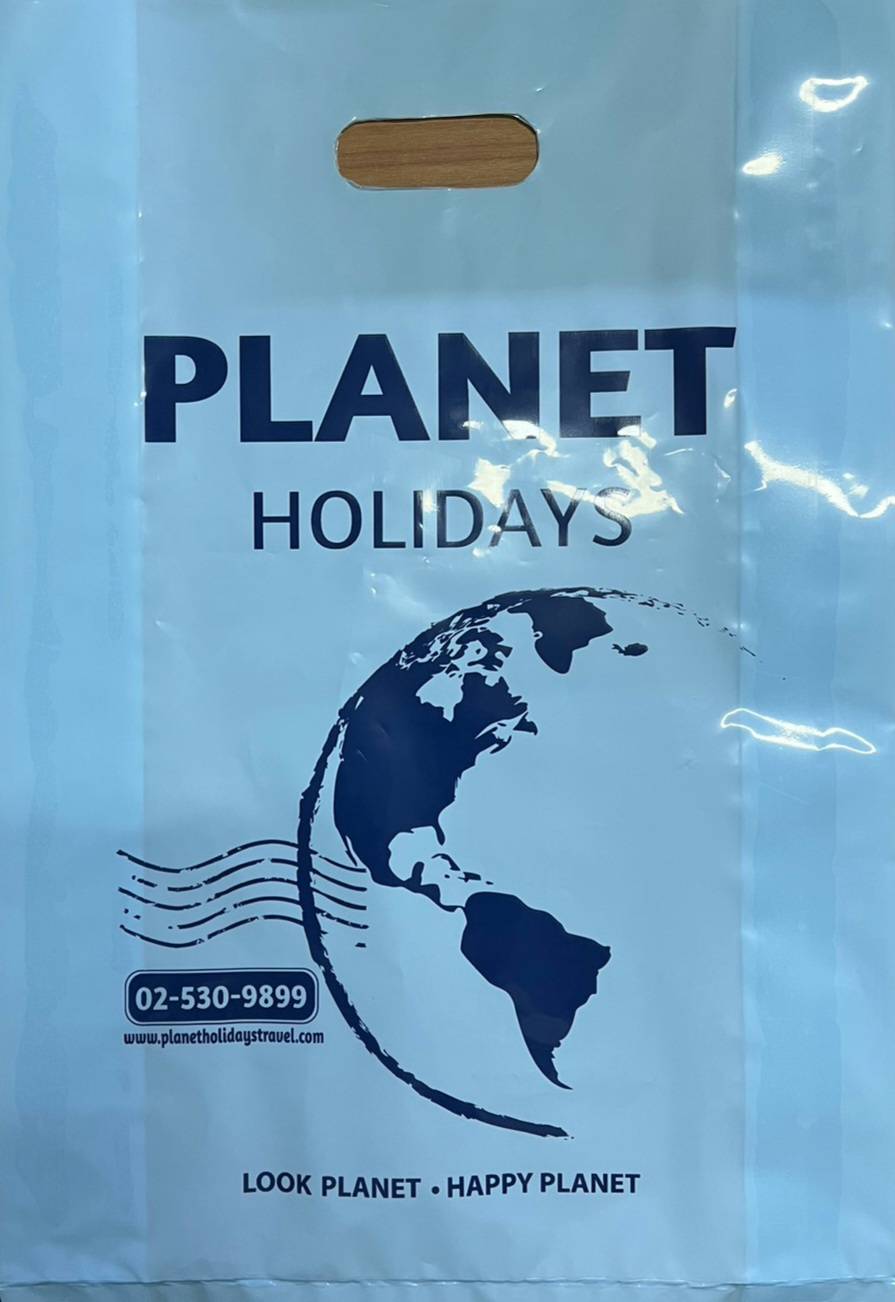 PLANET
HOLIDAYS
02-530-9899
www.planetholidaystravel.com
LOOK PLANET • HAPPY PLANET